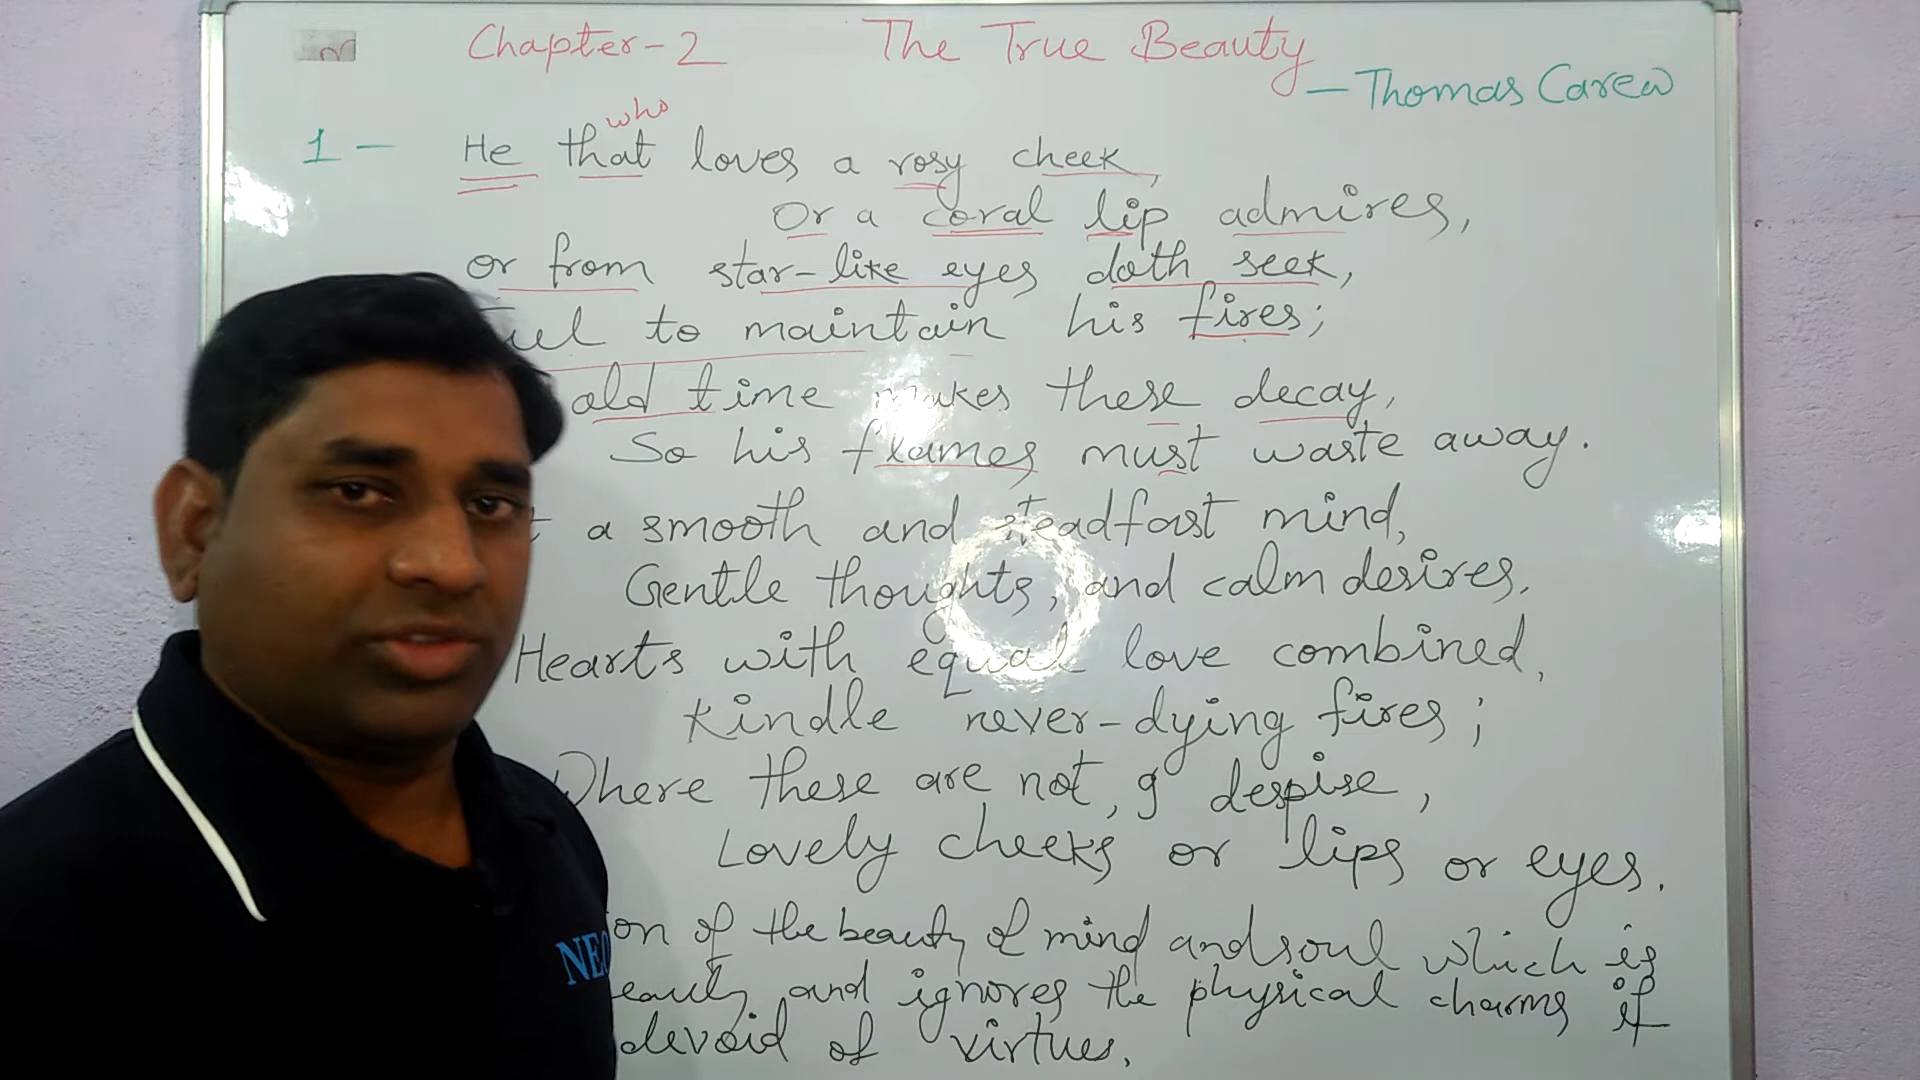 Chapter-2 The True Beauty
- Thomas Carew
who
1 - He that loves a rosy cheek,
Or a coral lip admires,
or from star-like eyes doth seek,
to maintain his fires;
old time makes these decay,
So his flames must waste away.
a smooth and steadfast mind,
Gentle thoughts, and calm desires,
Hearts with equal love combined,
Kindle never-dying fires;
Where these are not, I despise,
Lovely cheeks or lips or eyes.
of the beauty of mind and soul which is
and ignores the physical charms if
devoid of virtues.
NEO